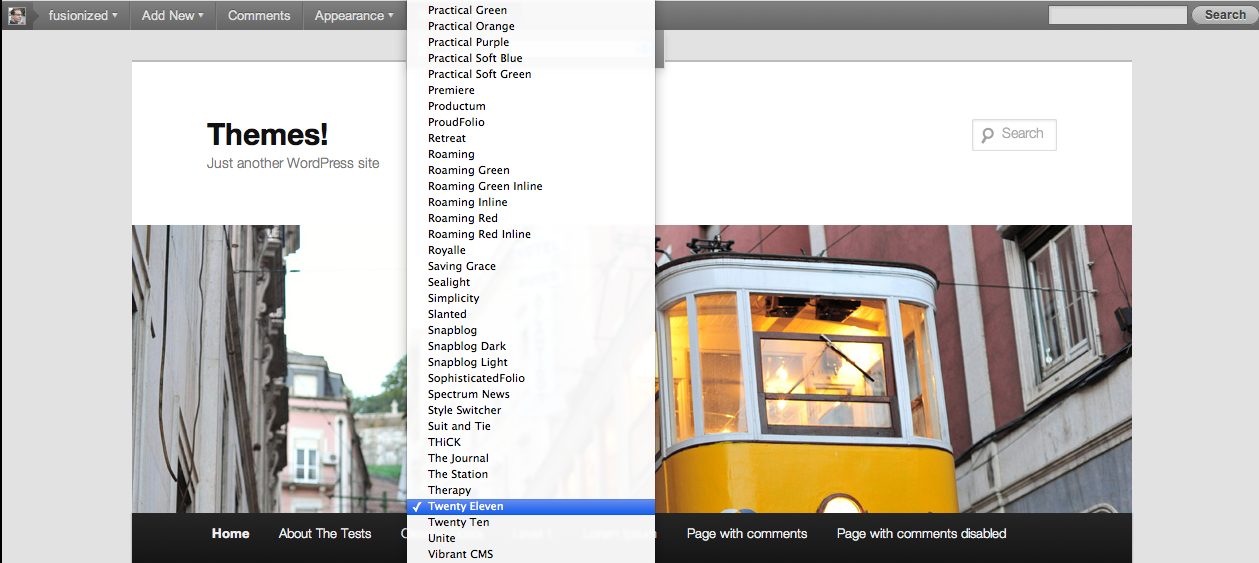 fusionized Add New Comments Appearance Search
Practical Green
Practical Orange
Practical Purple
Practical Soft Blue
Practical Soft Green
Premiere
Productum
ProudFolio
Retreat
Roaming
Roaming Green
Roaming Green Inline
Roaming Inline
Roaming Red
Roaming Red Inline
Royalle
Saving Grace
Sealight
Simplicity
Slanted
Snapblog
Snapblog Dark
Snapblog Light
SophisticatedFolio
Spectrum News
Style Switcher
Suit and Tie
THiCK
The Journal
The Station
Therapy
✓ Twenty Eleven
Twenty Ten
Unite
Vibrant CMS
Themes!
Just another WordPress site
Search
Home About The Tests Page with comments Page with comments disabled